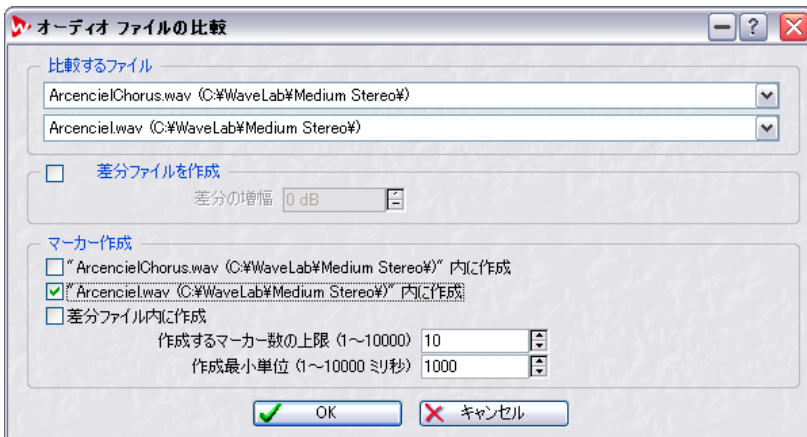 オーディオ ファイルの比較
比較するファイル
ArcencielChorus.wav (C:¥WaveLab¥Medium Stereo¥)
Arcenciel.wav (C:¥WaveLab¥Medium Stereo¥)
差分ファイルを作成
差分の増幅 0 dB
マーカー作成
"ArcencielChorus.wav (C:¥WaveLab¥Medium Stereo¥)" 内に作成
"Arcenciel.wav (C:¥WaveLab¥Medium Stereo¥)" 内に作成
差分ファイル内に作成
作成するマーカー数の上限 (1～10000) 10
作成最小単位 (1～10000 ミリ秒) 1000
OK キャンセル